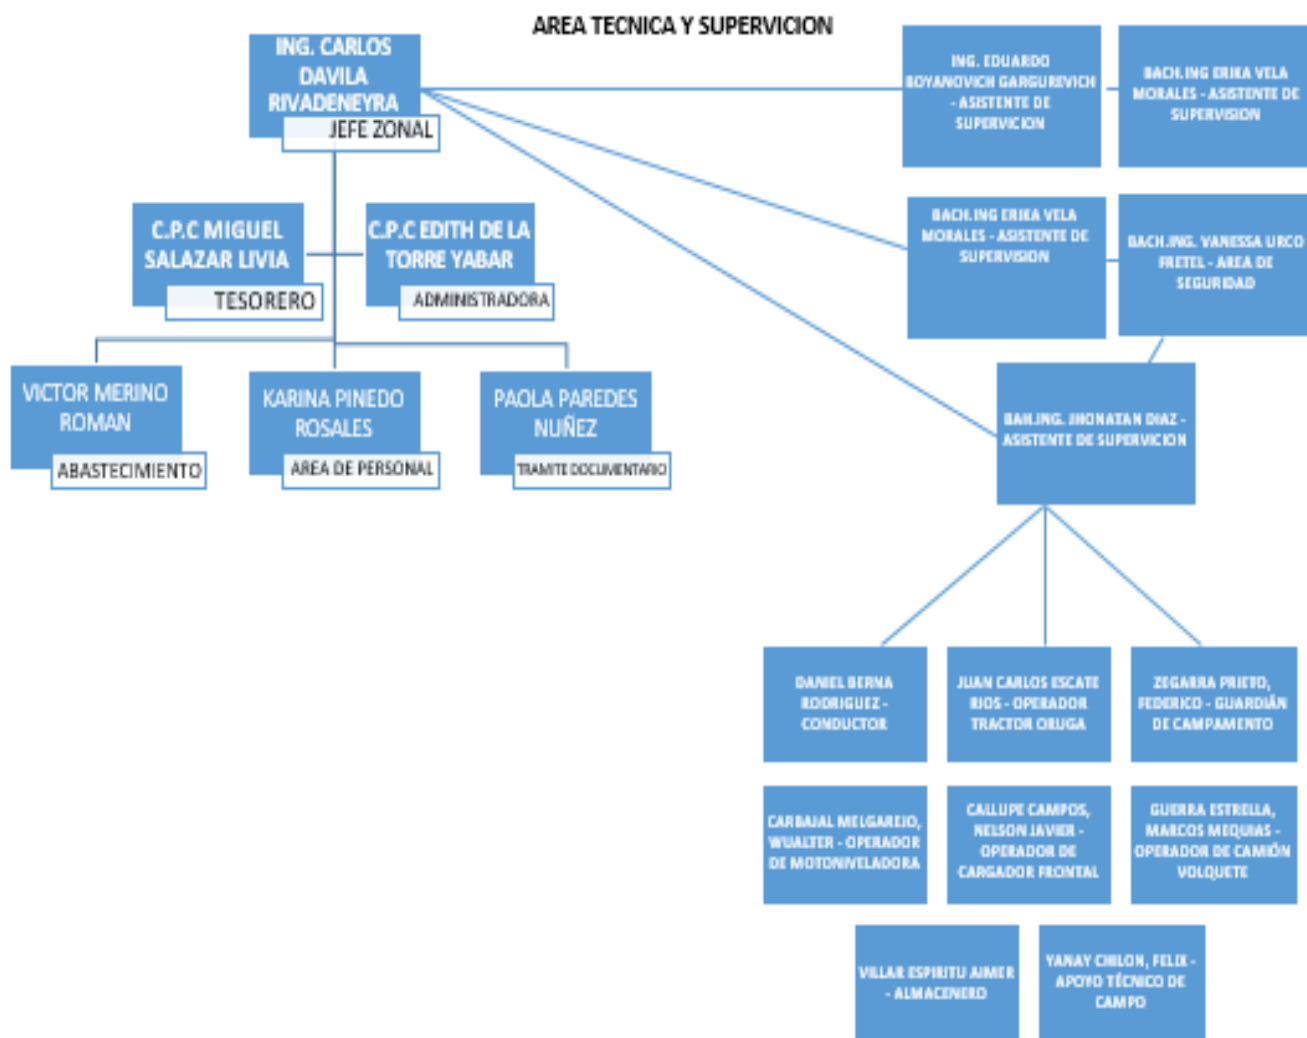 AREA TECNICA Y SUPERVICION
ING. CARLOS
DAVILA
RIVADENEYRA
JEFE ZONAL
C.P.C MIGUEL
SALAZAR LIVIA
TESORERO
C.P.C EDITH DE LA
TORRE YABAR
ADMINISTRADORA
VICTOR MERINO
ROMAN
ABASTECIMIENTO
KARINA PINEDO
ROSALES
AREA DE PERSONAL
PAOLA PAREDES
NUÑEZ
TRAMITE DOCUMENTARIO
ING. EDUARDO
BOYANOVICH GARGUREVICH
- ASISTENTE DE
SUPERVICION
BACH.ING ERIKA VELA
MORALES - ASISTENTE DE
SUPERVISION
BACH.ING ERIKA VELA
MORALES - ASISTENTE DE
SUPERVISION
BACH.ING. VANESSA URCO
FRETEL - AREA DE
SEGURIDAD
BAH.ING. JHONATAN DIAZ -
ASISTENTE DE SUPERVICION
DANIEL BERNA
RODRIGUEZ -
CONDUCTOR
JUAN CARLOS ESCATE
RIOS - OPERADOR
TRACTOR ORUGA
ZEGARRA PRIETO,
FEDERICO - GUARDIÁN
DE CAMPAMENTO
CARBAJAL MELGAREJO,
WUALTER - OPERADOR
DE MOTONIVELADORA
CALLUPE CAMPOS,
NELSON JAVIER -
OPERADOR DE
CARGADOR FRONTAL
GUERRA ESTRELLA,
MARCOS MEQUIAS -
OPERADOR DE CAMIÓN
VOLQUETE
VILLAR ESPIRITU AIMER
- ALMACENERO
YANAY CHILON, FELIX -
APOYO TÉCNICO DE
CAMPO